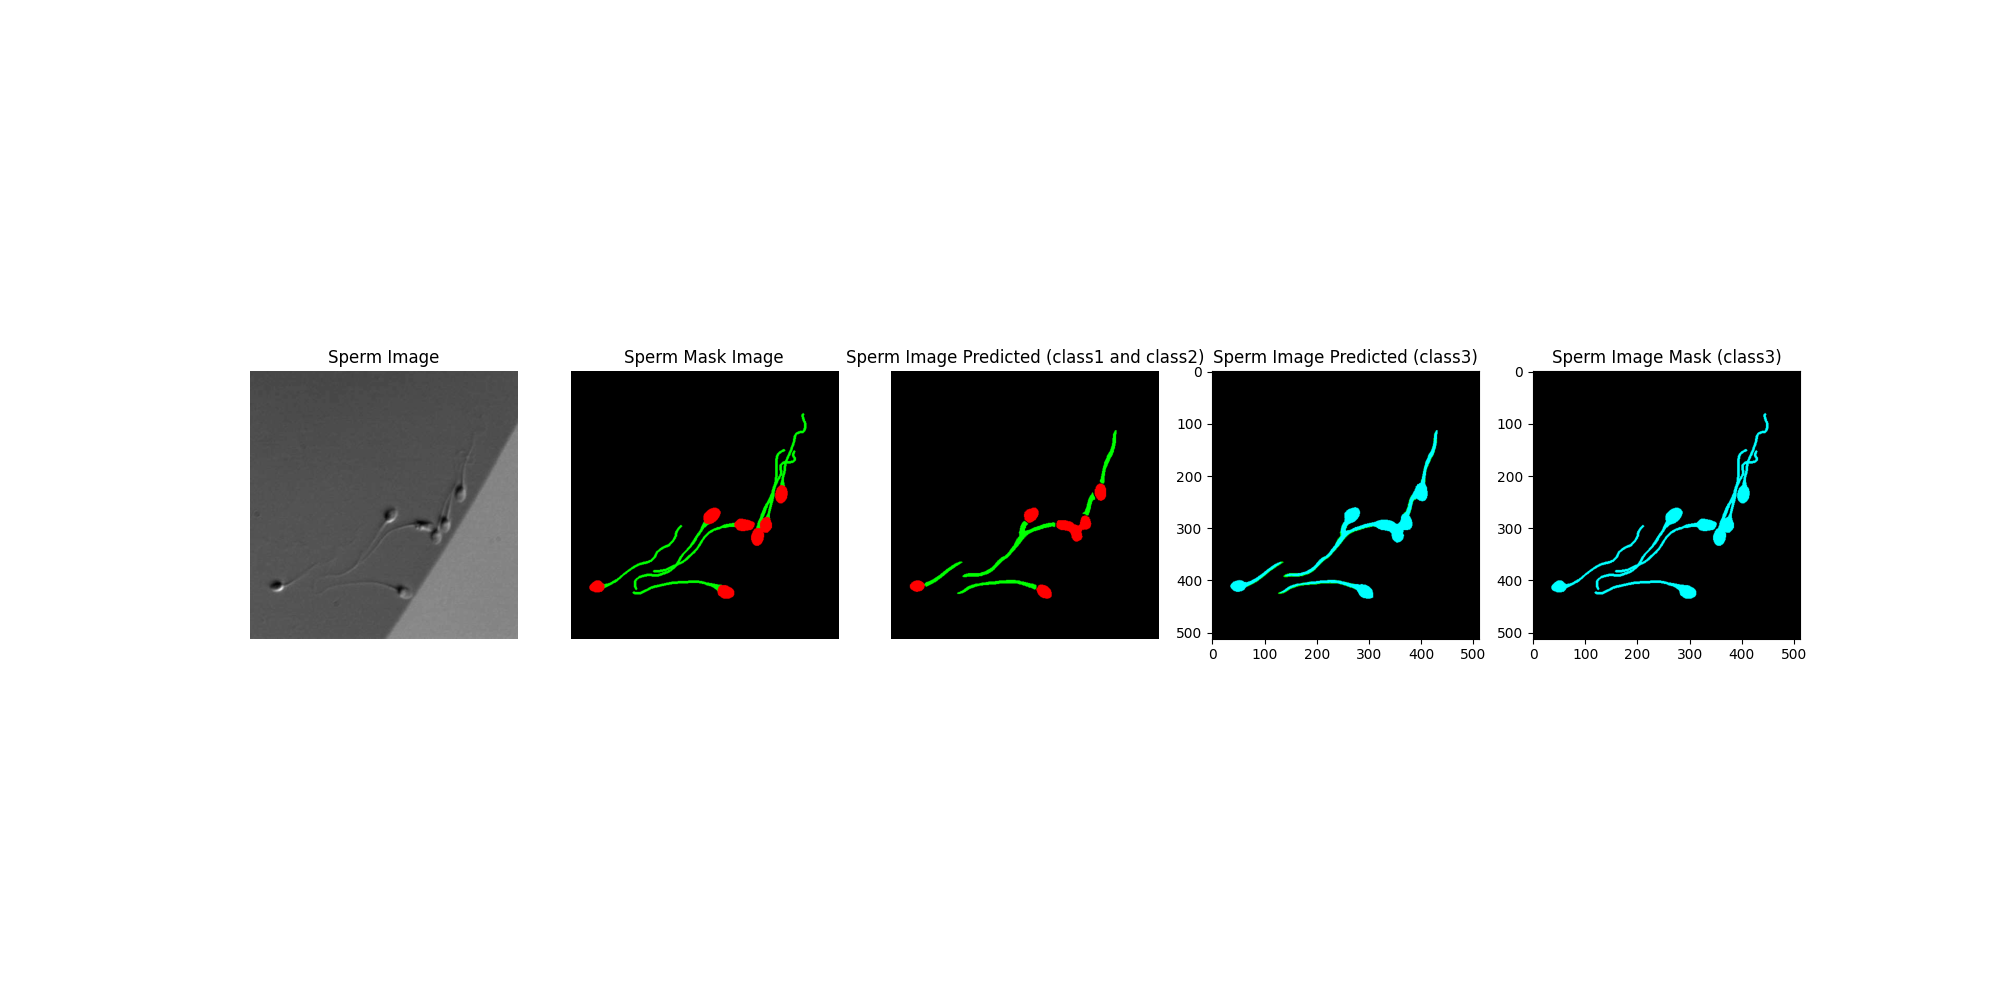 Sperm Image
Sperm Mask Image
Sperm Image Predicted (class1 and class2)
Sperm Image Predicted (class3)
Sperm Image Mask (class3)
0
100
200
300
400
500
0 100 200 300 400 500
0
100
200
300
400
500
0 100 200 300 400 500